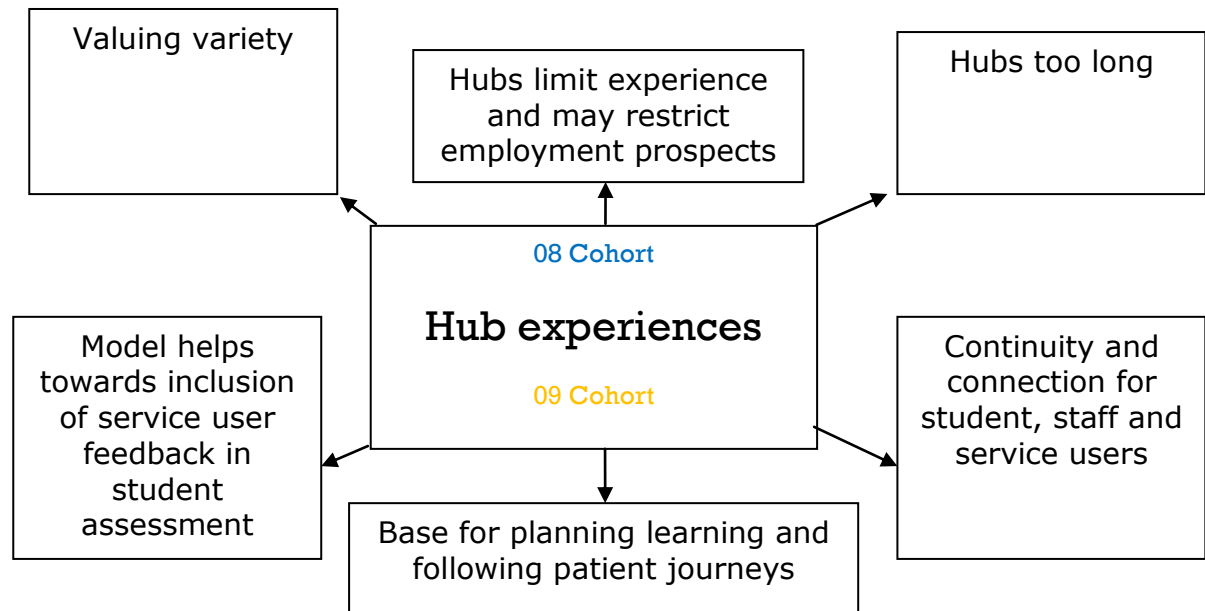 Valuing variety
Hubs limit experience
and may restrict
employment prospects
Hubs too long
08 Cohort
Hub experiences
09 Cohort
Model helps
towards inclusion
of service user
feedback in
student
assessment
Base for planning learning and
following patient journeys
Continuity and
connection for
student, staff and
service users